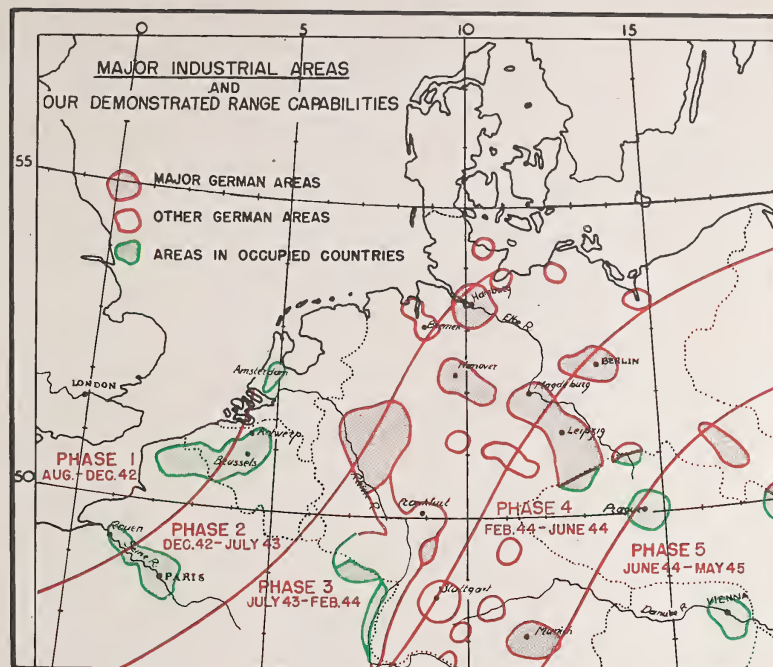 0
5
10
15
MAJOR INDUSTRIAL AREAS
AND
OUR DEMONSTRATED RANGE CAPABILITIES
55
MAJOR GERMAN AREAS
OTHER GERMAN AREAS
AREAS IN OCCUPIED COUNTRIES
Hamburg
Bremen
Elbe R.
Amsterdam
Hanover
BERLIN
LONDON
Magdeburg
Antwerp
Leipzig
PHASE 1
AUG.-DEC. 42
Brussels
50
Rhine R.
Frankfurt
Prague
Rouen
PHASE 2
DEC. 42-JULY 43
PHASE 4
FEB. 44-JUNE 44
Seine R.
PARIS
PHASE 3
JULY 43-FEB. 44
PHASE 5
JUNE 44-MAY 45
Stuttgart
Danube R.
VIENNA
Munich